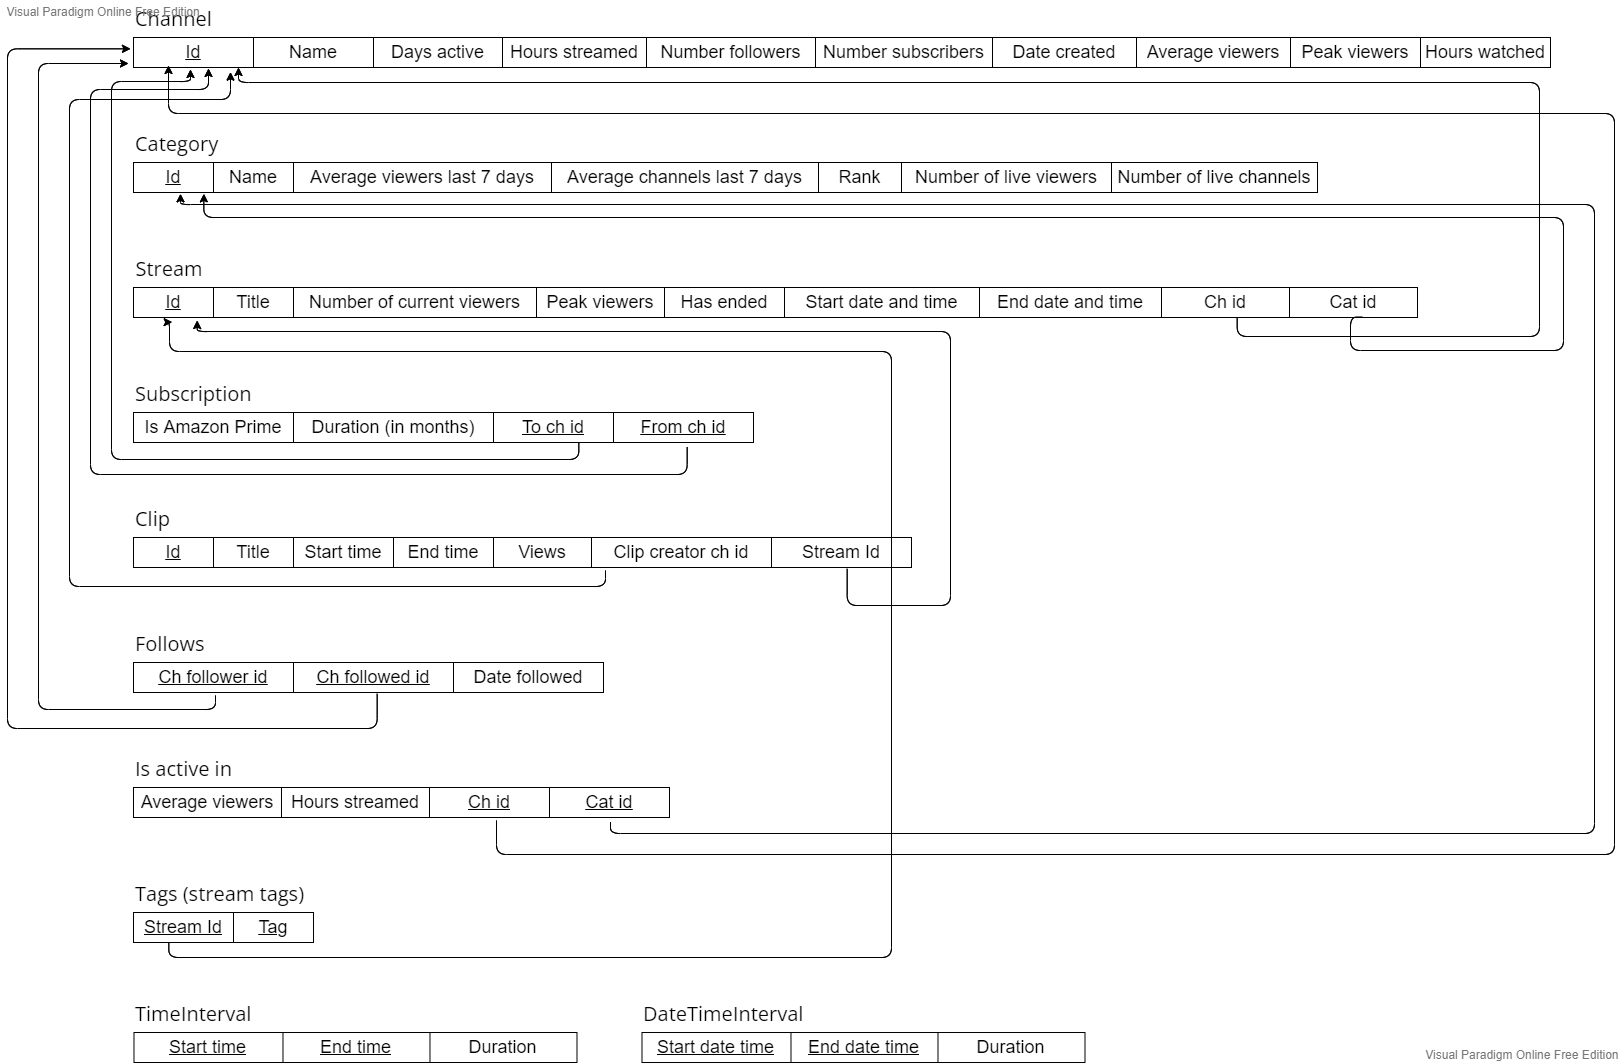 Visual Paradigm Online Free Edition
Channel
Id Name Days active Hours streamed Number followers Number subscribers Date created Average viewers Peak viewers Hours watched
Category
Id Name Average viewers last 7 days Average channels last 7 days Rank Number of live viewers Number of live channels
Stream
Id Title Number of current viewers Peak viewers Has ended Start date and time End date and time Ch id Cat id
Subscription
Is Amazon Prime Duration (in months) To ch id From ch id
Clip
Id Title Start time End time Views Clip creator ch id Stream Id
Follows
Ch follower id Ch followed id Date followed
Is active in
Average viewers Hours streamed Ch id Cat id
Tags (stream tags)
Stream Id Tag
TimeInterval DateTimeInterval
Start time End time Duration Start date time End date time Duration
Visual Paradigm Online Free Edition